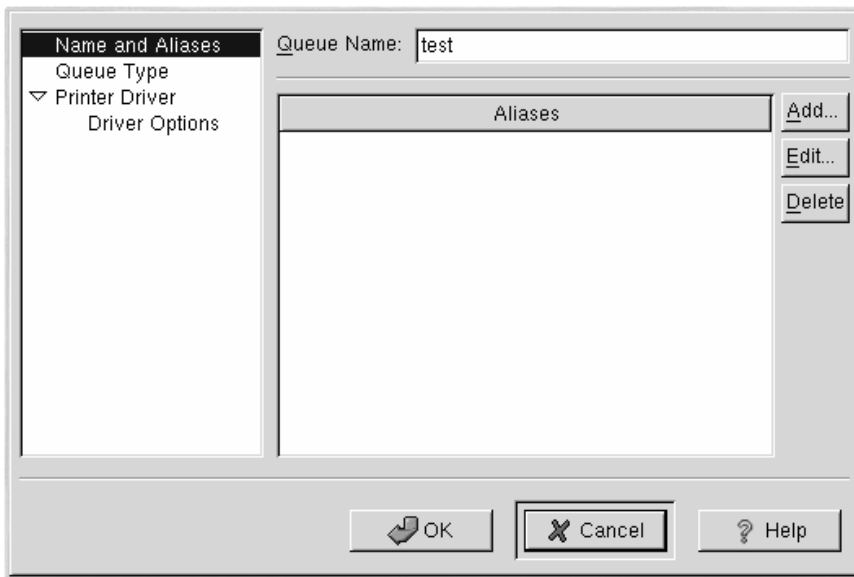 Name and Aliases
Queue Type
Printer Driver
Driver Options
Queue Name: test
Aliases
Add...
Edit...
Delete
OK
Cancel
Help